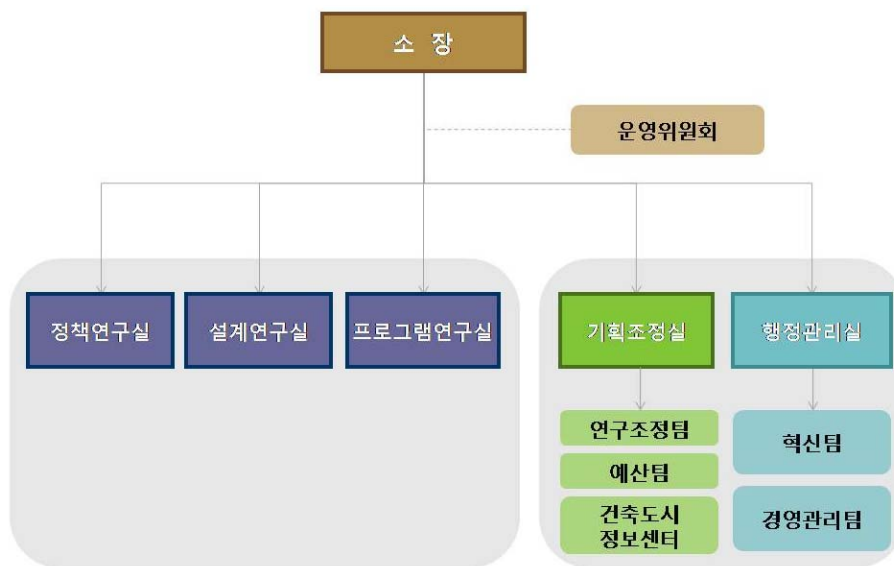 소 장
운영위원회
정책연구실
설계연구실
프로그램연구실
기획조정실
행정관리실
연구조정팀
예산팀
건축도시
정보센터
혁신팀
경영관리팀